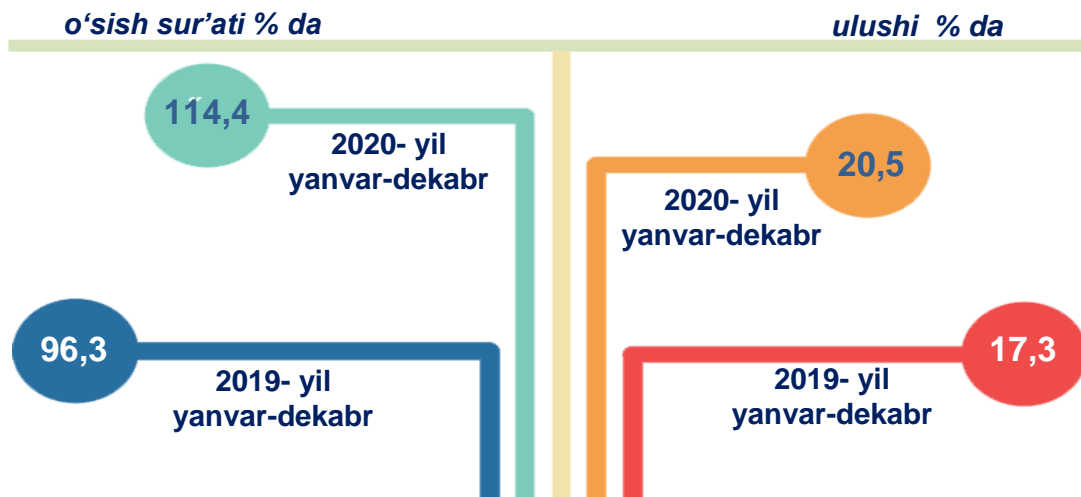 o‘sish sur’ati % da
ulushi % da
114,4
2020- yil
yanvar-dekabr
20,5
2020- yil
yanvar-dekabr
96,3
2019- yil
yanvar-dekabr
17,3
2019- yil
yanvar-dekabr